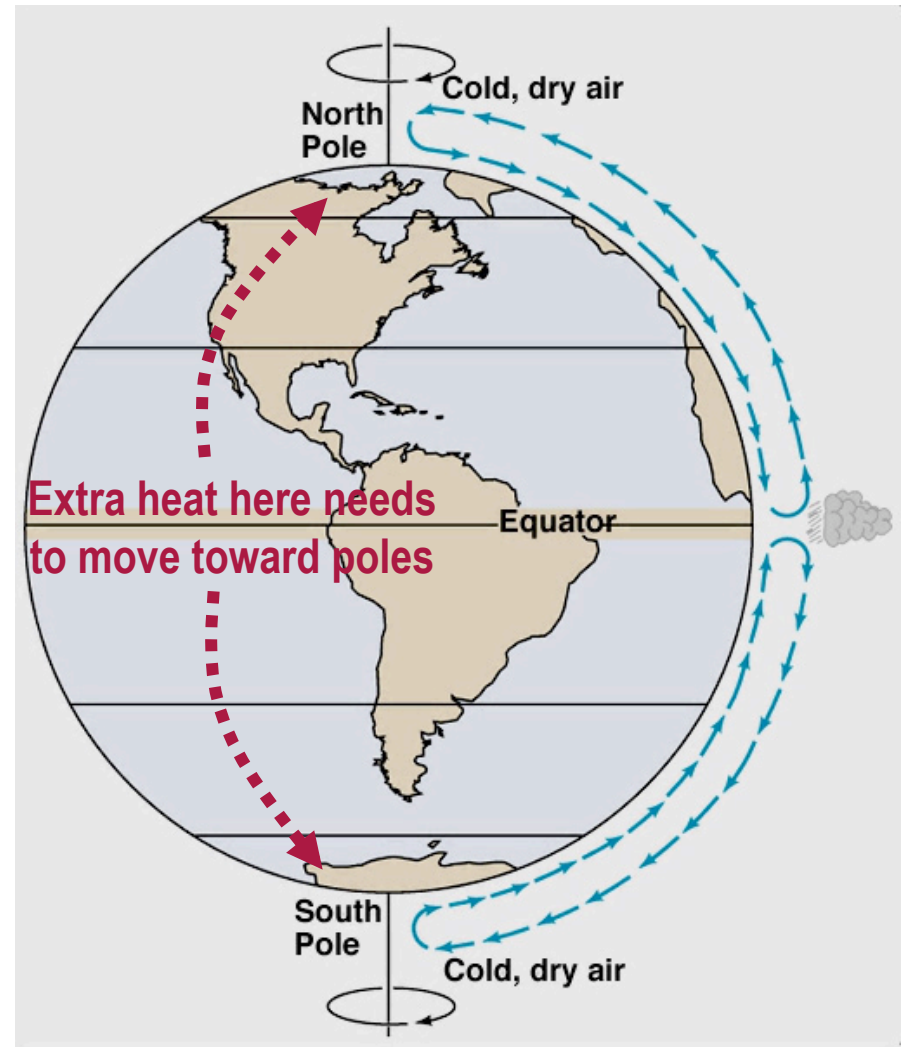 Cold, dry air
North
Pole
Extra heat here needs
to move toward poles
Equator
South
Pole
Cold, dry air